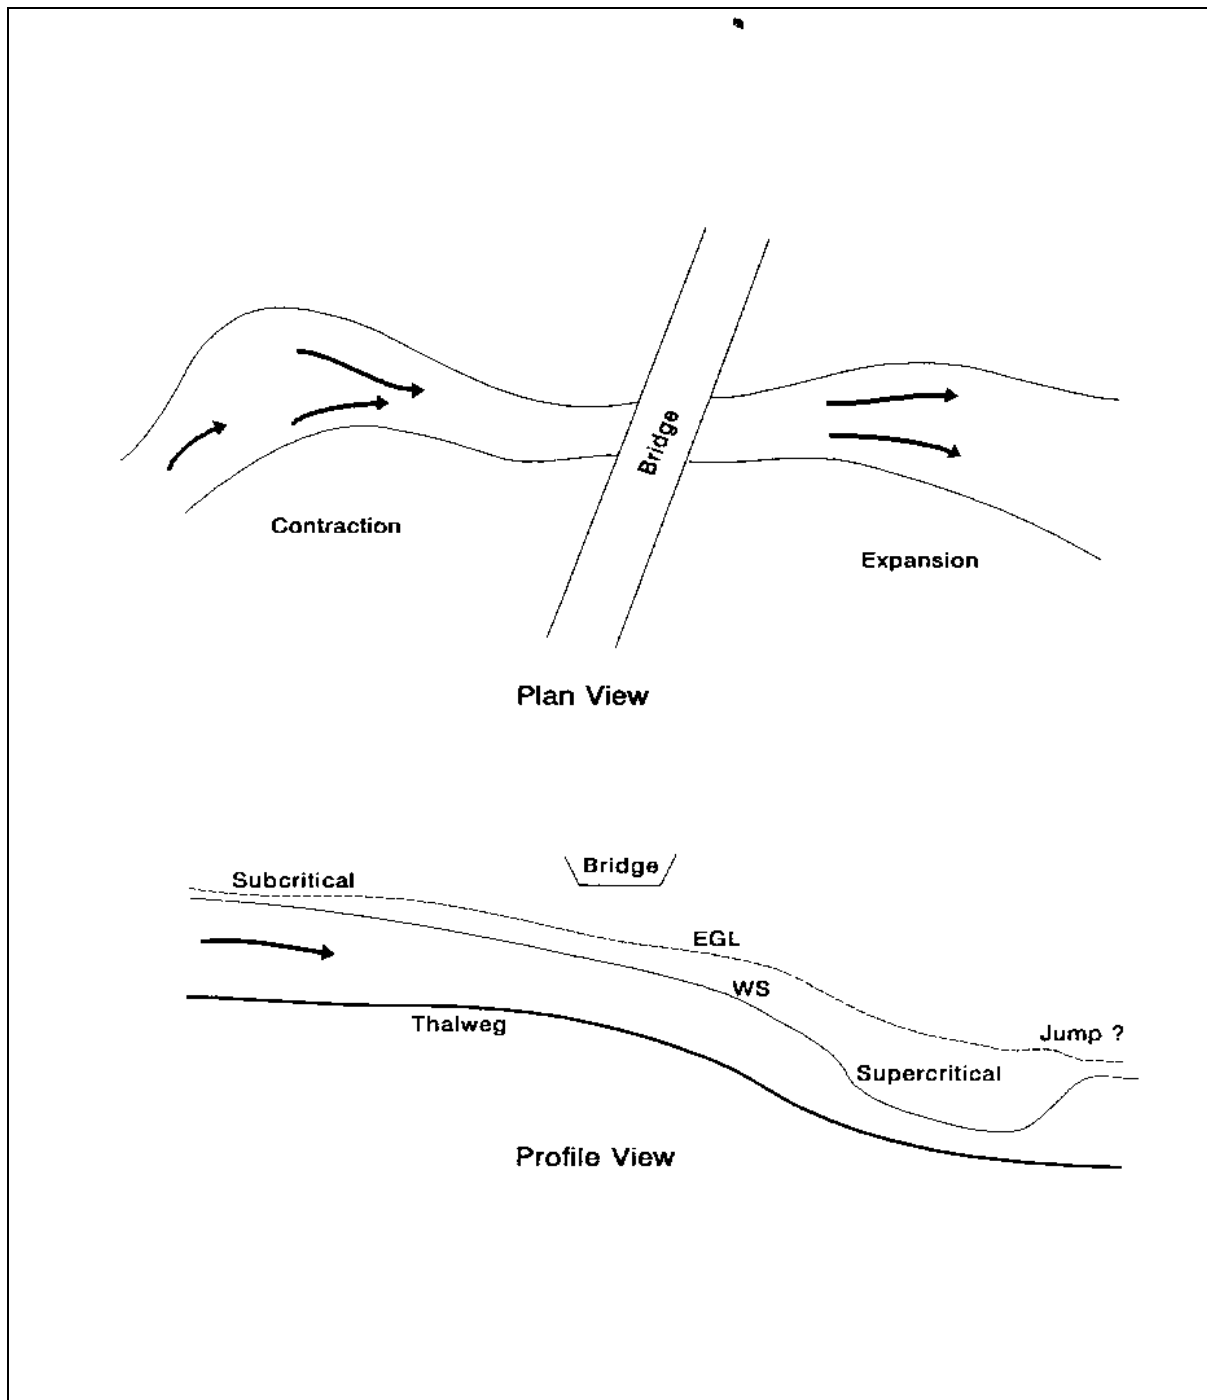 Bridge
Contraction
Expansion
Plan View
Bridge
Subcritical
EGL
WS
Thalweg
Jump ?
Supercritical
Profile View